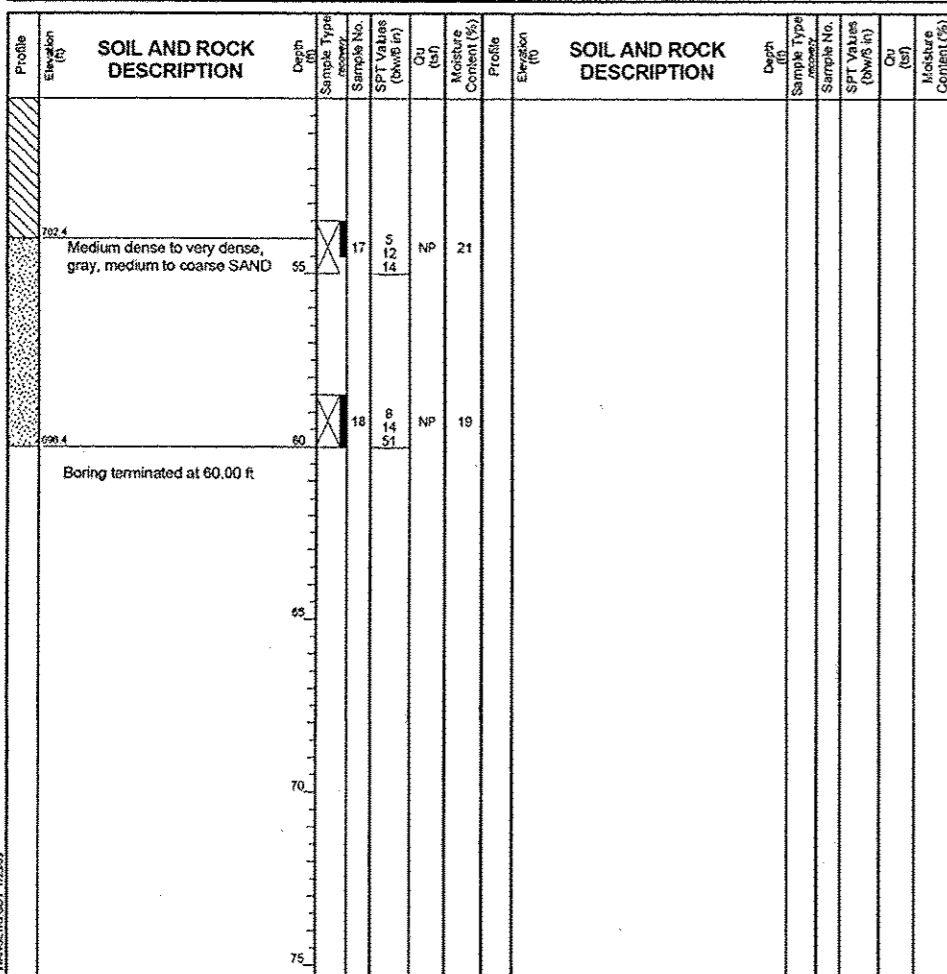 Profile
Elevation
(ft)
SOIL AND ROCK
DESCRIPTION
Depth
(ft)
Sample Type
recovery
Sample No.
SPT Values
(blw/6 in)
Qu
(tsf)
Moisture
Content (%)
Profile
Elevation
(ft)
SOIL AND ROCK
DESCRIPTION
Depth
(ft)
Sample Type
recovery
Sample No.
SPT Values
(blw/6 in)
Qu
(tsf)
Moisture
Content (%)
702.4
Medium dense to very dense,
gray, medium to coarse SAND
55
17
5
12
14
NP
21
696.4
60
18
8
14
51
NP
19
Boring terminated at 60.00 ft
65
70
75